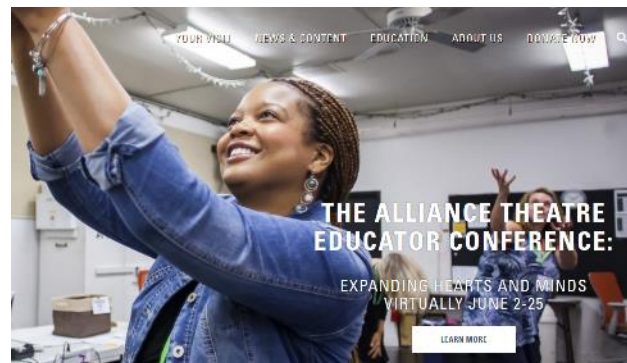 YOUR VISIT NEWS & CONTENT EDUCATION ABOUT US DONATE NOW
THE ALLIANCE THEATRE
EDUCATOR CONFERENCE:
EXPANDING HEARTS AND MINDS
VIRTUALLY JUNE 2-25
LEARN MORE